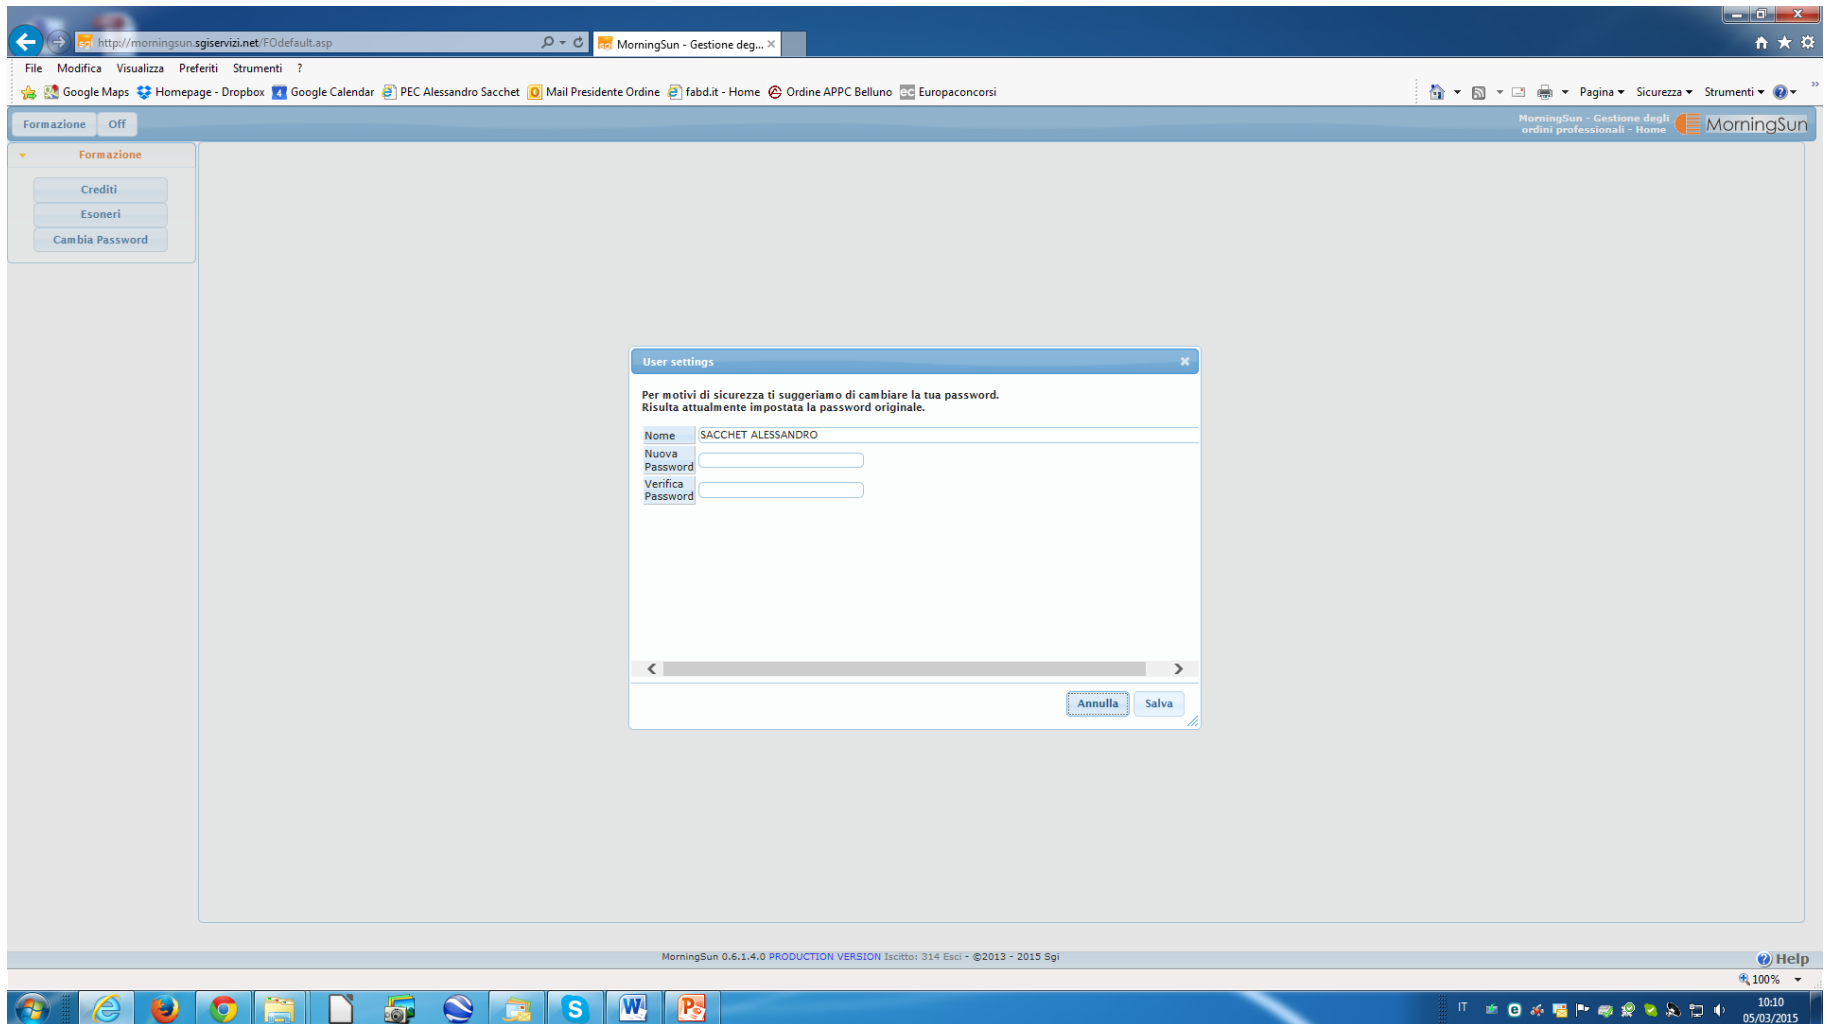 http://morningsun.sgiservizi.net/FOdefault.asp
MorningSun - Gestione deg...
File Modifica Visualizza Preferiti Strumenti ?
Google Maps Homepage - Dropbox Google Calendar PEC Alessandro Sacchet Mail Presidente Ordine fabd.it - Home Ordine APPC Belluno ec Europaconcorsi
Pagina Sicurezza Strumenti
Formazione Off
MorningSun - Gestione degli
ordini professionali - Home
MorningSun
Formazione
Crediti
Esoneri
Cambia Password
User settings
Per motivi di sicurezza ti suggeriamo di cambiare la tua password.
Risulta attualmente impostata la password originale.
Nome SACCHET ALESSANDRO
Nuova
Password
Verifica
Password
Annulla Salva
MorningSun 0.6.1.4.0 PRODUCTION VERSION Iscitto: 314 Esci - ©2013 - 2015 Sgi
Help
100%
IT
10:10
05/03/2015